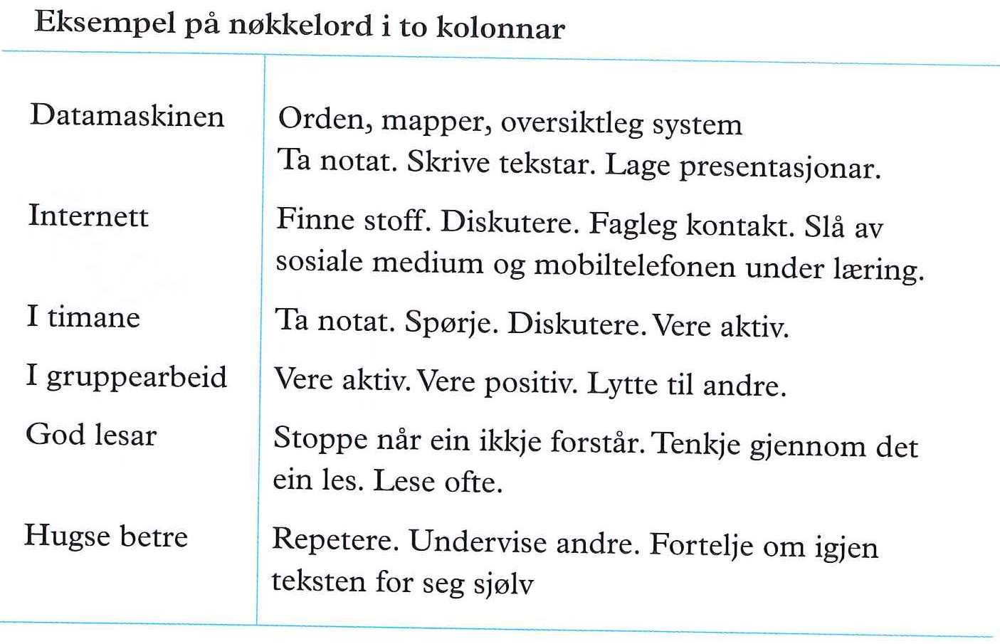 Eksempel på nøkkelord i to kolonnar
Datamaskinen Orden, mapper, oversiktleg system
Ta notat. Skrive tekstar. Lage presentasjonar.
Internett Finne stoff. Diskutere. Fagleg kontakt. Slå av
sosiale medium og mobiltelefonen under læring.
I timane Ta notat. Spørje. Diskutere. Vere aktiv.
I gruppearbeid Vere aktiv. Vere positiv. Lytte til andre.
God lesar Stoppe når ein ikkje forstår. Tenkje gjennom det
ein les. Lese ofte.
Hugse betre Repetere. Undervise andre. Fortelje om igjen
teksten for seg sjølv